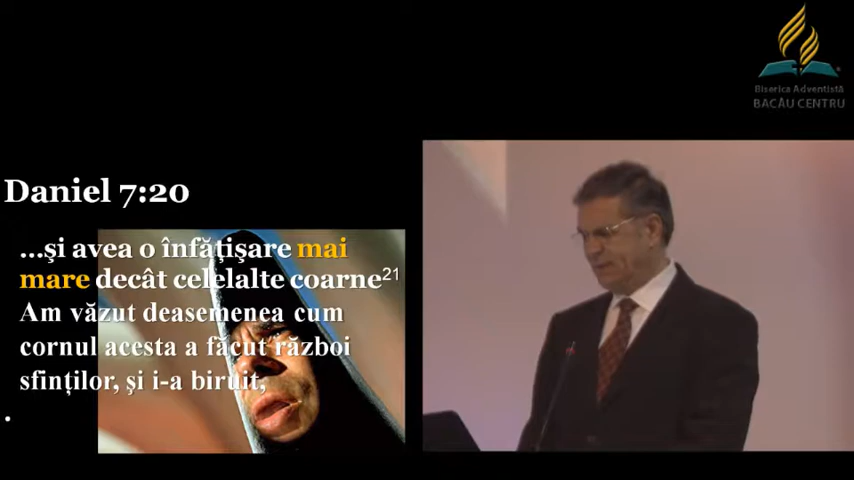 Biserica Adventistă
BACĂU CENTRU
Daniel 7:20
...şi avea o înfăţişare mai
mare decât celelalte coarne21
Am văzut deasemenea cum
cornul acesta a făcut război
sfinţilor, şi i-a biruit,
.